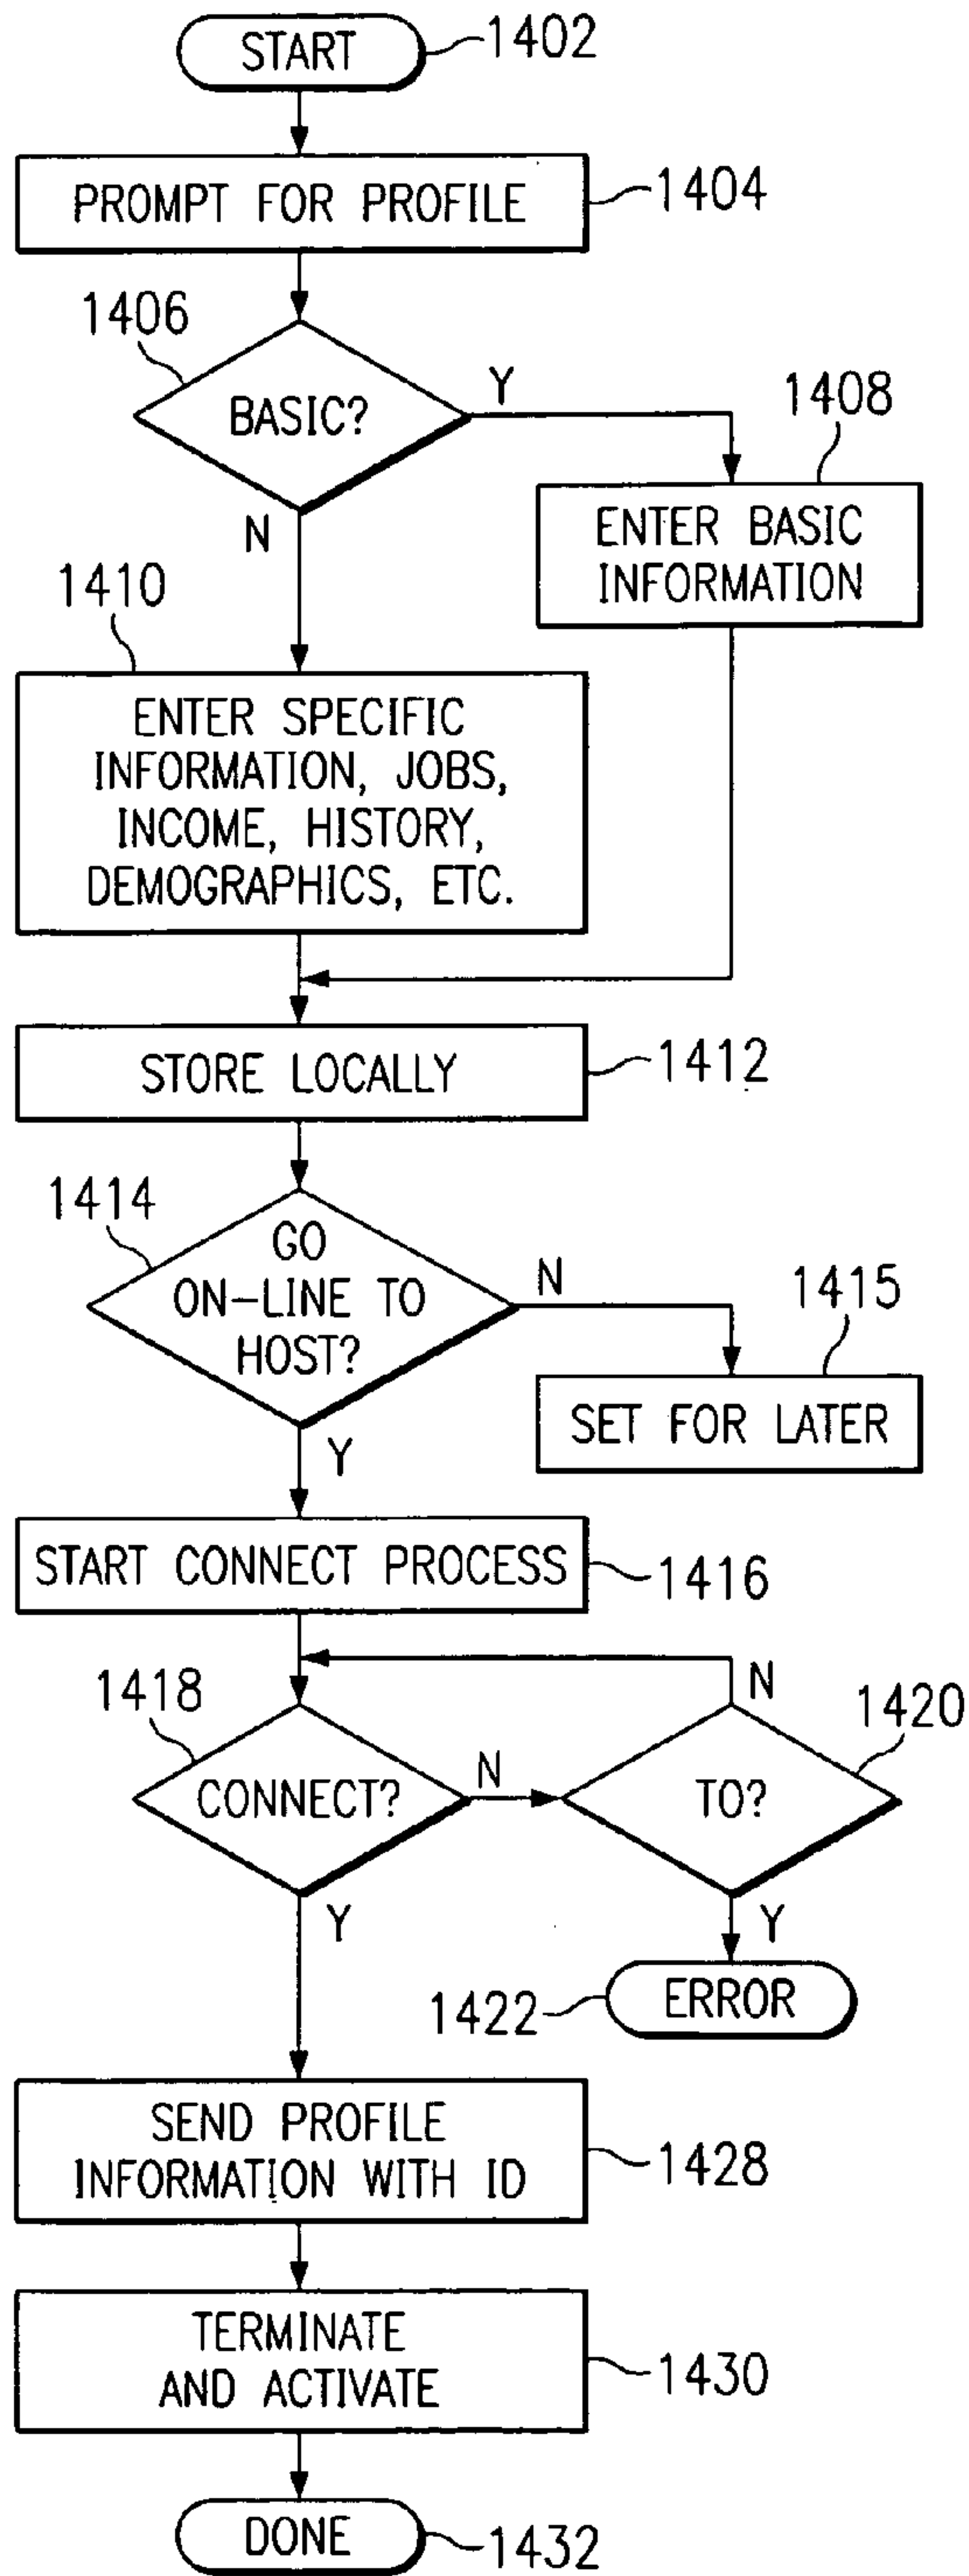 START
1402
PROMPT FOR PROFILE
1404
1406
BASIC?
Y
N
1408
ENTER BASIC
INFORMATION
1410
ENTER SPECIFIC
INFORMATION, JOBS,
INCOME, HISTORY,
DEMOGRAPHICS, ETC.
STORE LOCALLY
1412
1414
GO
ON-LINE TO
HOST?
N
Y
1415
SET FOR LATER
START CONNECT PROCESS
1416
1418
CONNECT?
N
Y
1420
TO?
N
Y
1422
ERROR
SEND PROFILE
INFORMATION WITH ID
1428
TERMINATE
AND ACTIVATE
1430
DONE
1432